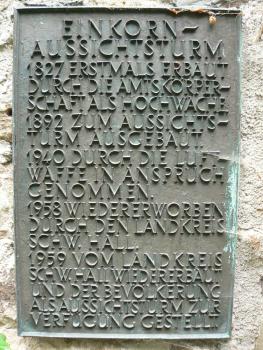 EINKORN-
AUSSICHTSTURM
1827 ERSTMALS ERBAUT
DURCH DIE AMTSKÖRPER-
SCHAFT ALS HOCHWACHE
1892 ZUM AUSSICHTS-
TURM AUSGEBAUT
1940 DURCH DIE LUFT-
WAFFE IN ANSPRUCH
GENOMMEN.
1958 WIEDERERWORBEN
DURCH DEN LANDKREIS
SCHW. HALL.
1959 VOM LANDKREIS
SCHW. HALL WIEDER ERBAUT
UND DER BEVÖLKERUNG
ALS AUSSICHTSTURM ZUR
VERFÜGUNG GESTELLT